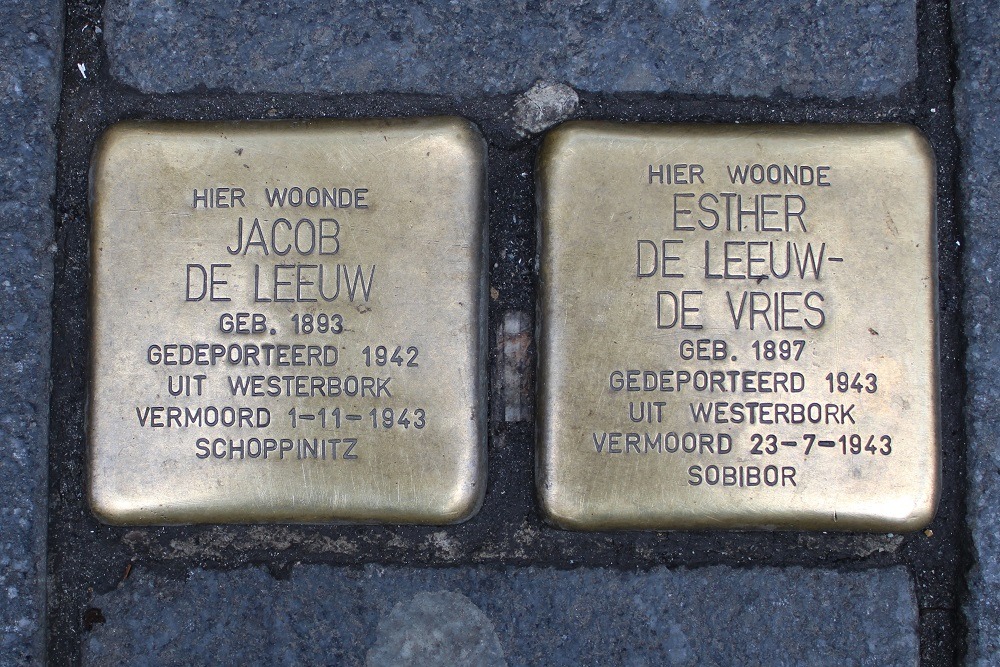 HIER WOONDE
JACOB
DE LEEUW
GEB. 1893
GEDEPORTEERD 1942
UIT WESTERBORK
VERMOORD 1-11-1943
SCHOPPINITZ
HIER WOONDE
ESTHER
DE LEEUW-
DE VRIES
GEB. 1897
GEDEPORTEERD 1943
UIT WESTERBORK
VERMOORD 23-7-1943
SOBIBOR